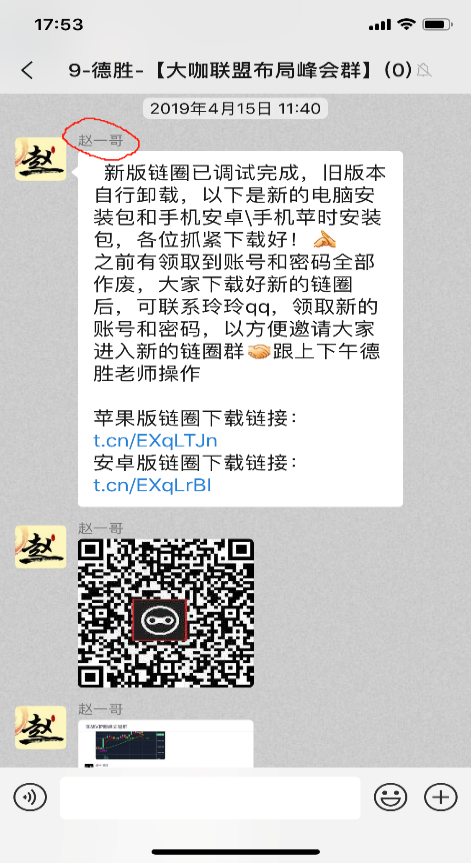 17:53
9-德胜-【大咖联盟布局峰会群】(0)
2019年4月15日 11:40
赵一哥
新版链圈已调试完成，旧版本
自行卸载，以下是新的电脑安
装包和手机安卓\手机苹时安装
包，各位抓紧下载好！
之前有领取到账号和密码全部
作废，大家下载好新的链圈
后，可联系玲玲qq，领取新的
账号和密码，以方便邀请大家
进入新的链圈群🤝跟上下午德
胜老师操作
苹果版链圈下载链接：
t.cn/EXqLTJn
安卓版链圈下载链接：
t.cn/EXqLrBl
赵一哥
赵
赵一哥
赵